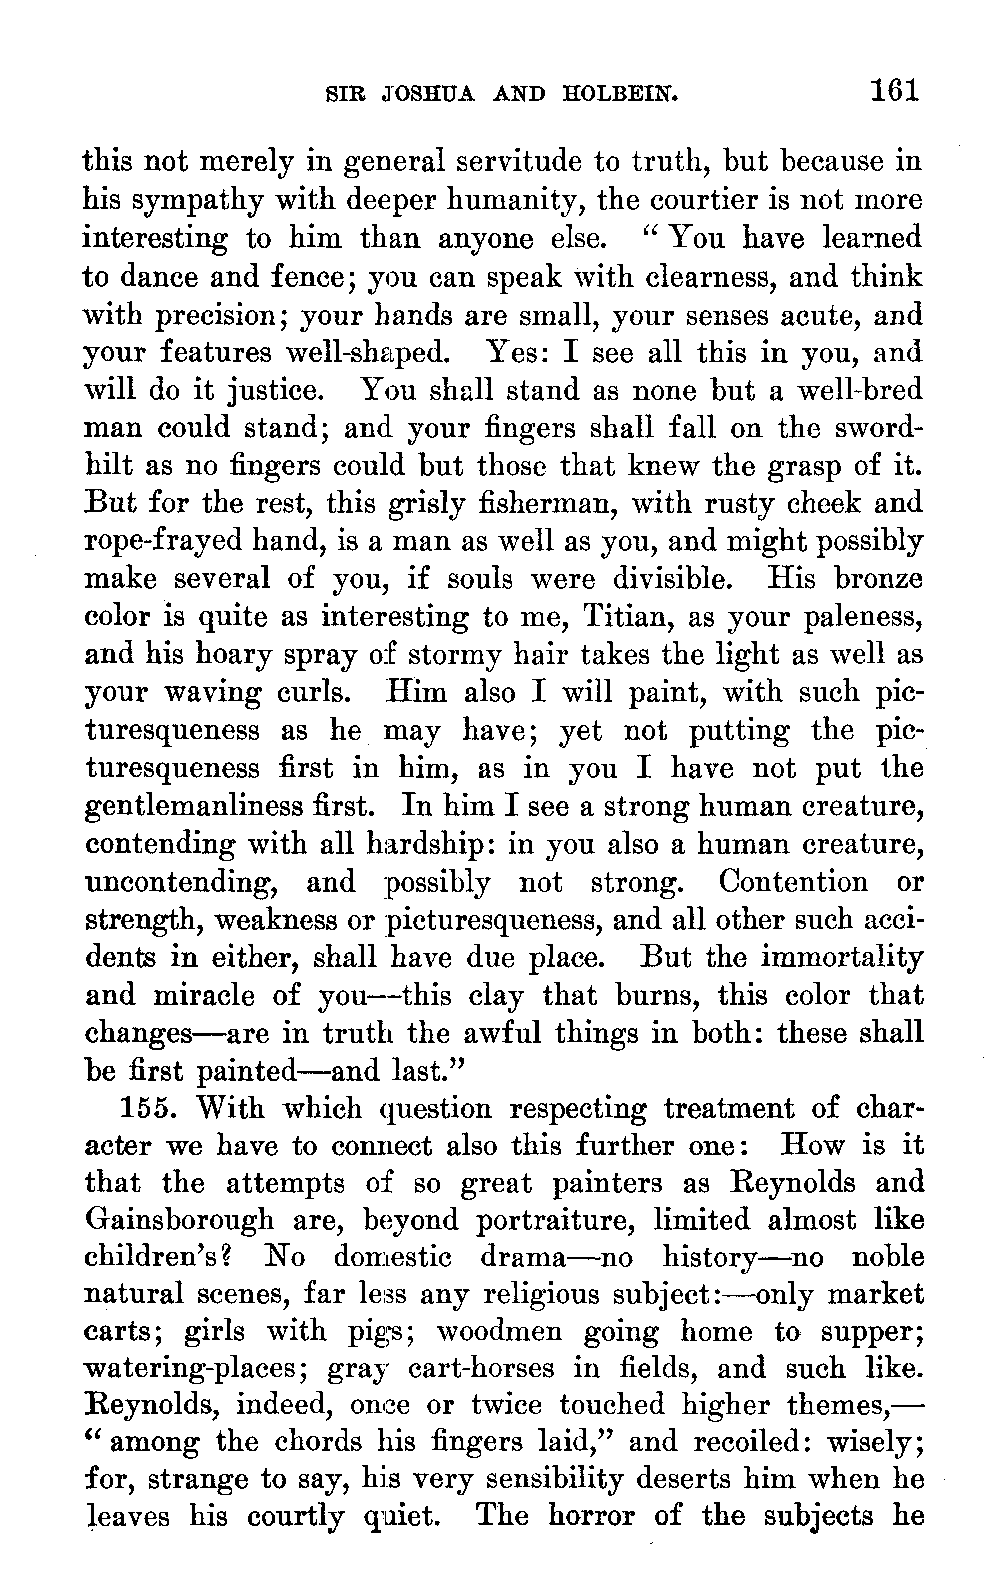 SIR JOSHUA AND HOLBEIN. 161
this not merely in general servitude to truth, but because in
his sympathy with deeper humanity, the courtier is not more
interesting to him than anyone else. “ You have learned
to dance and fence; you can speak with clearness, and think
with precision; your hands are small, your senses acute, and
your features well-shaped. Yes: I see all this in you, and
will do it justice. You shall stand as none but a well-bred
man could stand; and your fingers shall fall on the sword-
hilt as no fingers could but those that knew the grasp of it.
But for the rest, this grisly fisherman, with rusty cheek and
rope-frayed hand, is a man as well as you, and might possibly
make several of you, if souls were divisible. His bronze
color is quite as interesting to me, Titian, as your paleness,
and his hoary spray of stormy hair takes the light as well as
your waving curls. Him also I will paint, with such pic-
turesqueness as he may have; yet not putting the pic-
turesqueness first in him, as in you I have not put the
gentlemanliness first. In him I see a strong human creature,
contending with all hardship: in you also a human creature,
uncontending, and possibly not strong. Contention or
strength, weakness or picturesqueness, and all other such acci-
dents in either, shall have due place. But the immortality
and miracle of you—this clay that burns, this color that
changes—are in truth the awful things in both: these shall
be first painted—and last.”
155. With which question respecting treatment of char-
acter we have to connect also this further one: How is it
that the attempts of so great painters as Reynolds and
Gainsborough are, beyond portraiture, limited almost like
children’s? No domestic drama—no history—no noble
natural scenes, far less any religious subject:—only market
carts; girls with pigs; woodmen going home to supper;
watering-places; gray cart-horses in fields, and such like.
Reynolds, indeed, once or twice touched higher themes,—
“ among the chords his fingers laid,” and recoiled: wisely;
for, strange to say, his very sensibility deserts him when he
leaves his courtly quiet. The horror of the subjects he